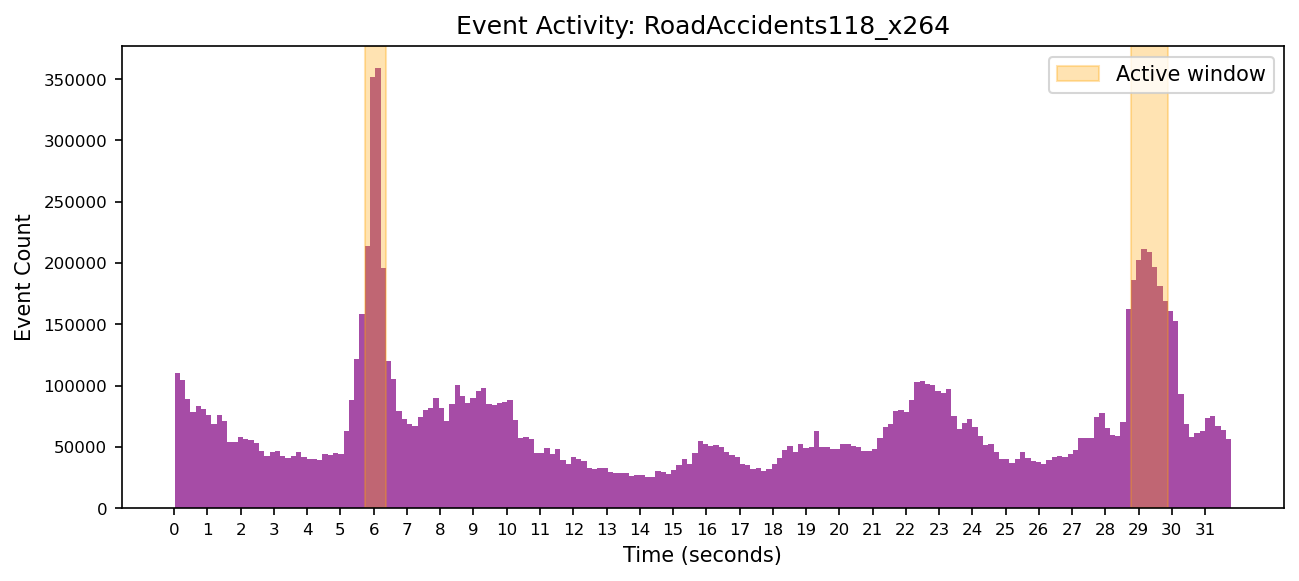 Event Activity: RoadAccidents118_x264
Active window
Event Count
350000
300000
250000
200000
150000
100000
50000
0
0 1 2 3 4 5 6 7 8 9 10 11 12 13 14 15 16 17 18 19 20 21 22 23 24 25 26 27 28 29 30 31
Time (seconds)